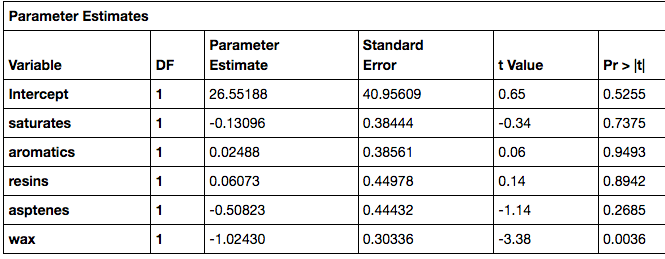 Parameter Estimates
Variable DF Parameter Estimate Standard Error t Value Pr > |t|
Intercept 1 26.55188 40.95609 0.65 0.5255
saturates 1 -0.13096 0.38444 -0.34 0.7375
aromatics 1 0.02488 0.38561 0.06 0.9493
resins 1 0.06073 0.44978 0.14 0.8942
asptenes 1 -0.50823 0.44432 -1.14 0.2685
wax 1 -1.02430 0.30336 -3.38 0.0036